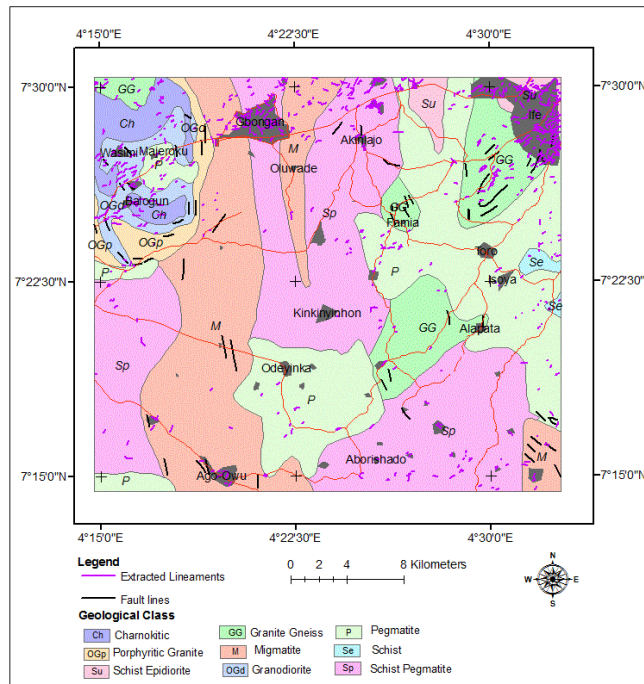 4°15'0"E 4°22'30"E 4°30'0"E
7°30'0"N 7°30'0"N
GG Su Su
Ch OGd Gbongan Ife
Wasimi Majeroku M Akinlajo
P Oluwade GG
OGd Balogun Ch Sp GG
OGp OGp Famia
Toro
P P Se
7°22'30"N Isoya 7°22'30"N
Kinkinyinhon Se
M GG Alapata
Sp Odeyinka
P
Sp
Aborishado M
7°15'0"N P Ago-Owu 7°15'0"N
4°15'0"E 4°22'30"E 4°30'0"E
Legend
Extracted Lineaments
Fault lines
0 2 4 8 Kilometers
N
W E
S
Geological Class
Ch Charnokitic GG Granite Gneiss P Pegmatite
OGp Porphyritic Granite M Migmatite Se Schist
Su Schist Epidiorite OGd Granodiorite Sp Schist Pegmatite